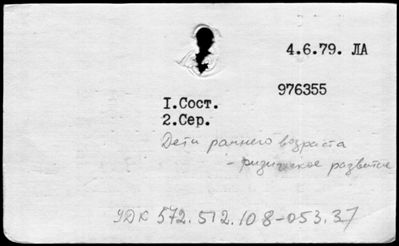 4.6.79. ЛА
976355
I.Сост.
2.Сер.
Дети раннего возраста
- физическое развитие
УДК 572.512.108-053.37